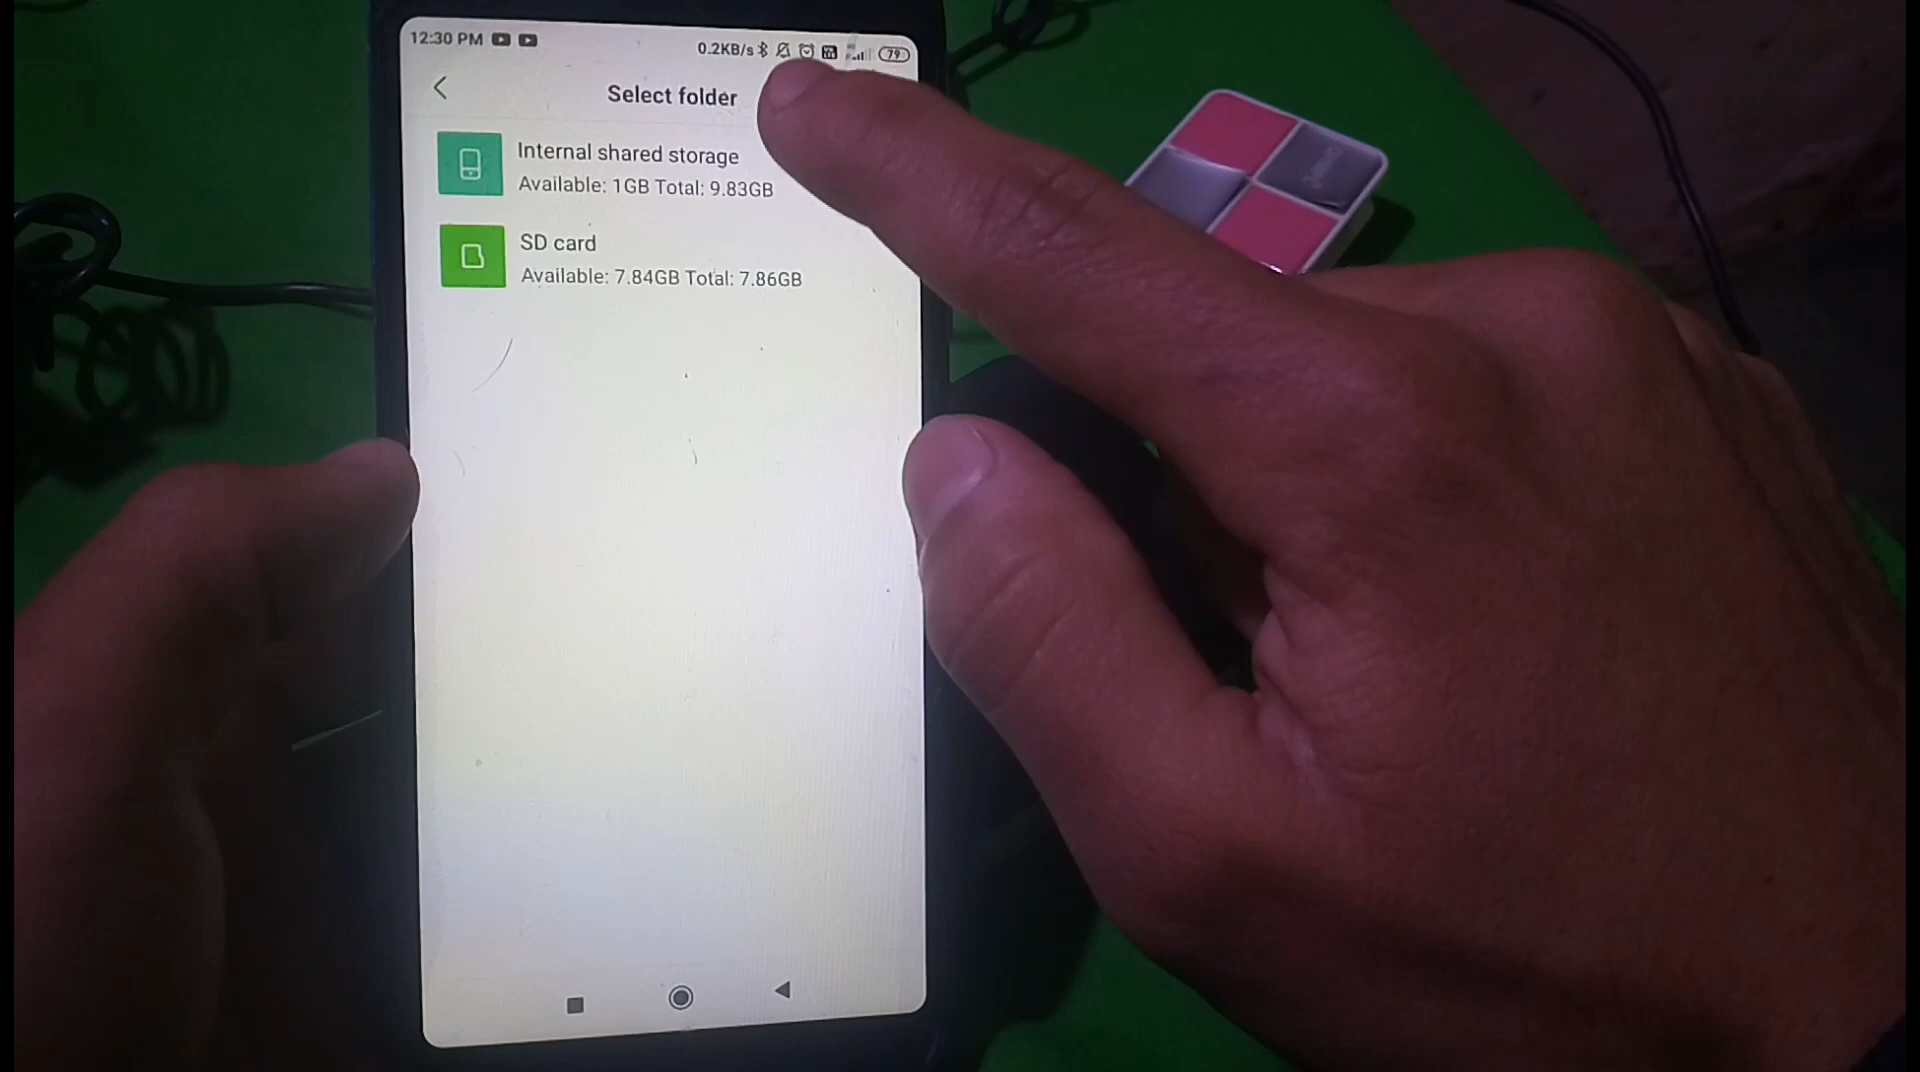 12:30 PM
0.2KB/s
79
Select folder
Internal shared storage
Available: 1GB Total: 9.83GB
SD card
Available: 7.84GB Total: 7.86GB